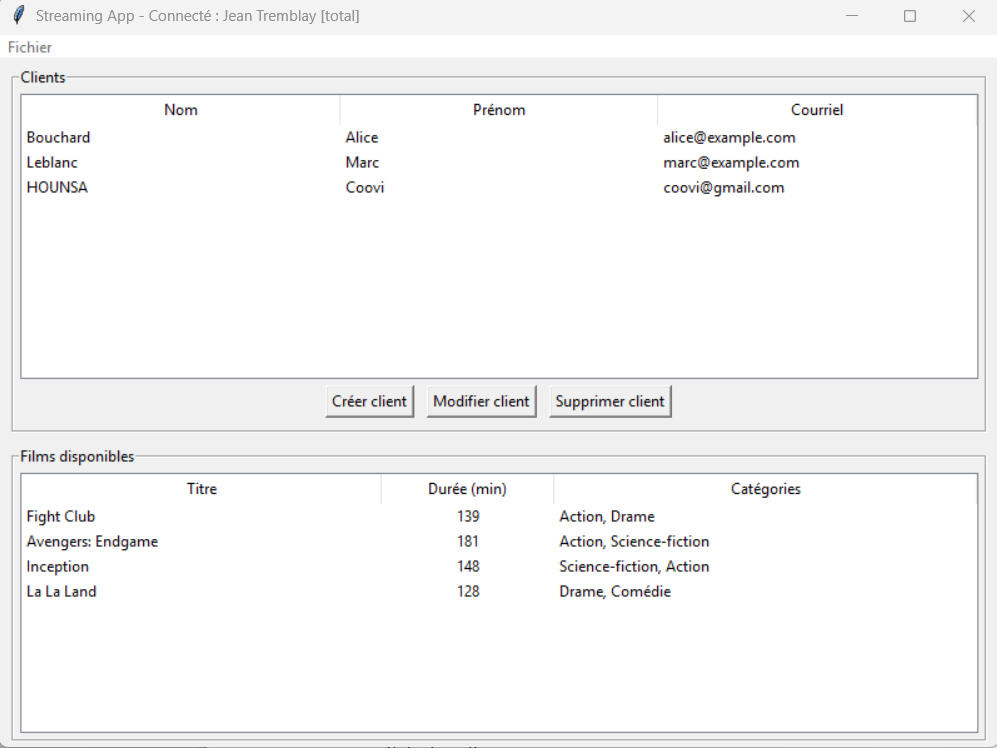 Streaming App - Connecté : Jean Tremblay [total]
Fichier
Clients
Nom Prénom Courriel
Bouchard Alice alice@example.com
Leblanc Marc marc@example.com
HOUNSA Coovi coovi@gmail.com
Créer client Modifier client Supprimer client
Films disponibles
Titre Durée (min) Catégories
Fight Club 139 Action, Drame
Avengers: Endgame 181 Action, Science-fiction
Inception 148 Science-fiction, Action
La La Land 128 Drame, Comédie